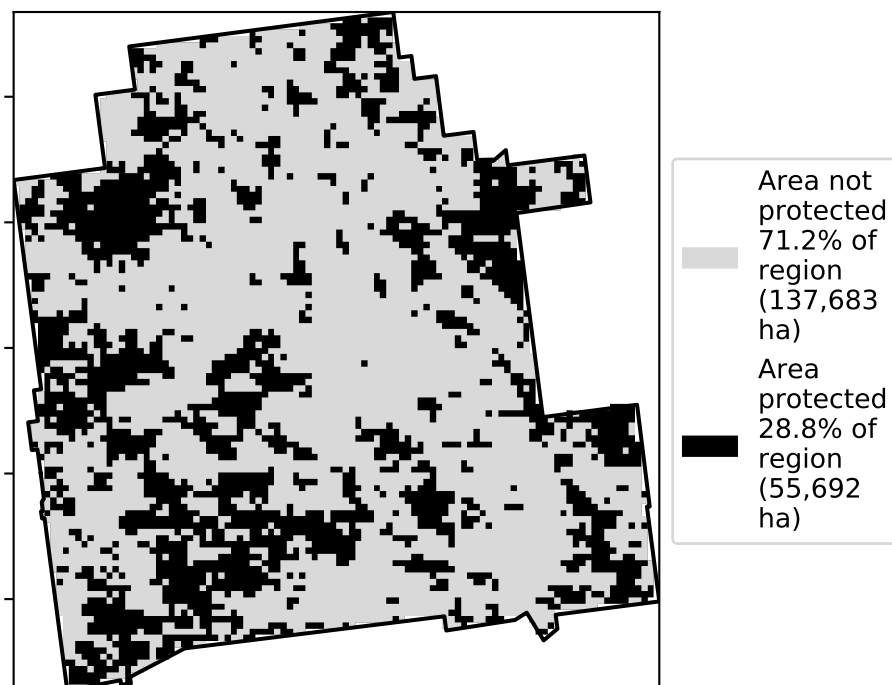 Area not
protected
71.2% of
region
(137,683
ha)
Area
protected
28.8% of
region
(55,692
ha)